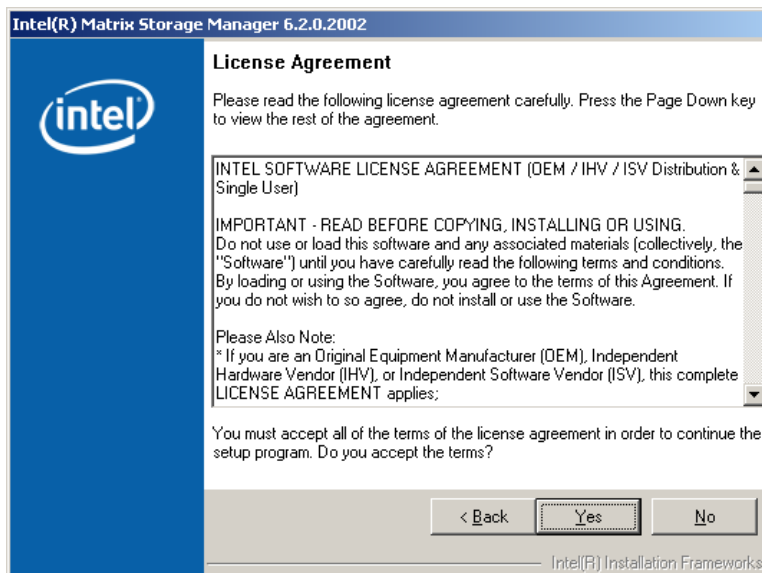 Intel(R) Matrix Storage Manager 6.2.0.2002
License Agreement
Please read the following license agreement carefully. Press the Page Down key
to view the rest of the agreement.
intel
INTEL SOFTWARE LICENSE AGREEMENT (OEM / IHV / ISV Distribution &
Single User)
IMPORTANT - READ BEFORE COPYING, INSTALLING OR USING.
Do not use or load this software and any associated materials (collectively, the
"Software") until you have carefully read the following terms and conditions.
By loading or using the Software, you agree to the terms of this Agreement. If
you do not wish to so agree, do not install or use the Software.
Please Also Note:
* If you are an Original Equipment Manufacturer (OEM), Independent
Hardware Vendor (IHV), or Independent Software Vendor (ISV), this complete
LICENSE AGREEMENT applies;
You must accept all of the terms of the license agreement in order to continue the
setup program. Do you accept the terms?
< Back Yes No
Intel(R) Installation Frameworks